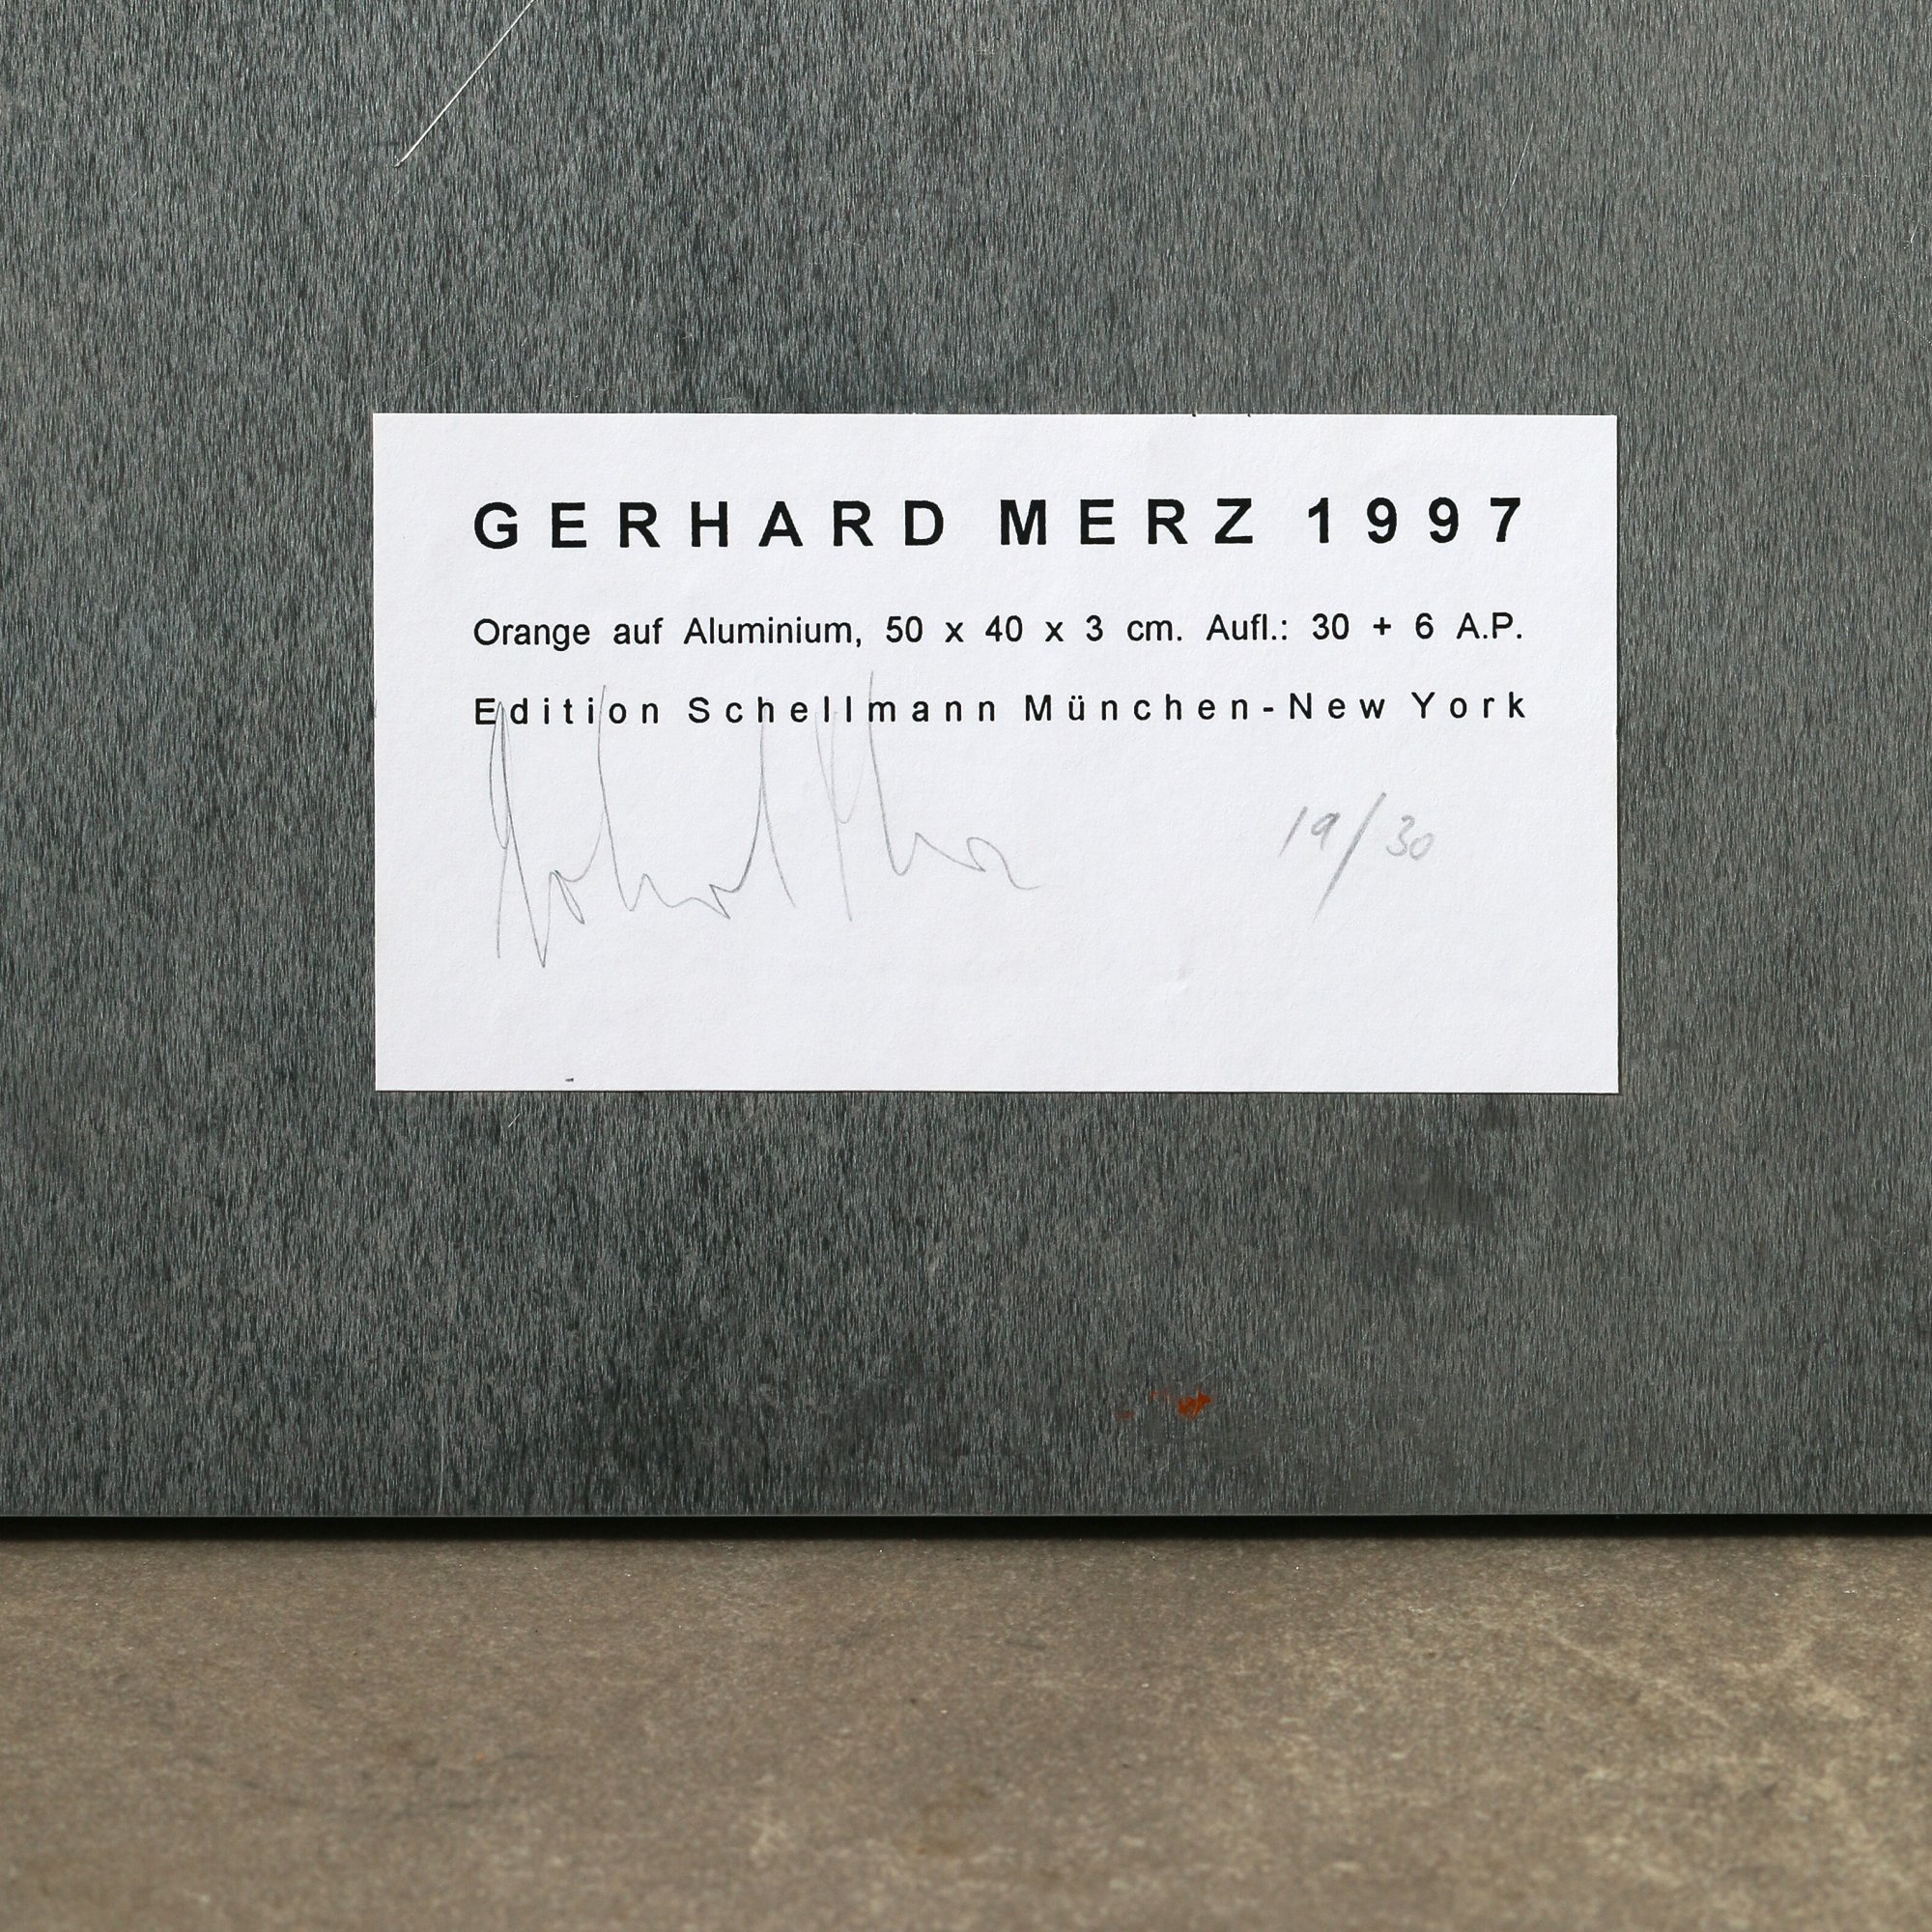 GERHARD MERZ 1997
Orange auf Aluminium, 50 x 40 x 3 cm. Aufl.: 30 + 6 A.P.
Edition Schellmann München-New York
19/30